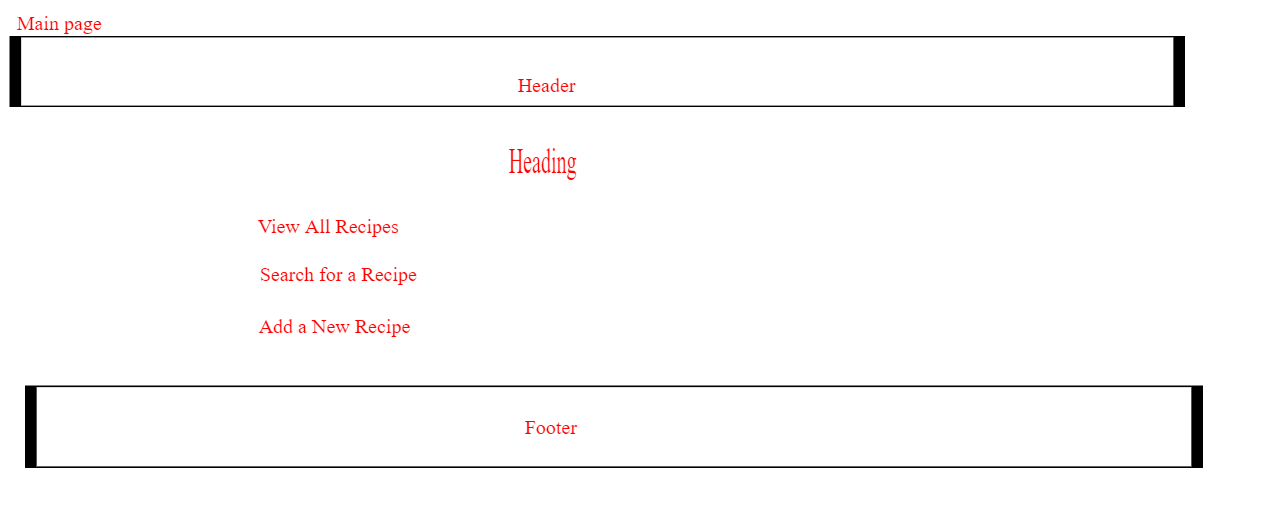 Main page
Header
Heading
View All Recipes
Search for a Recipe
Add a New Recipe
Footer